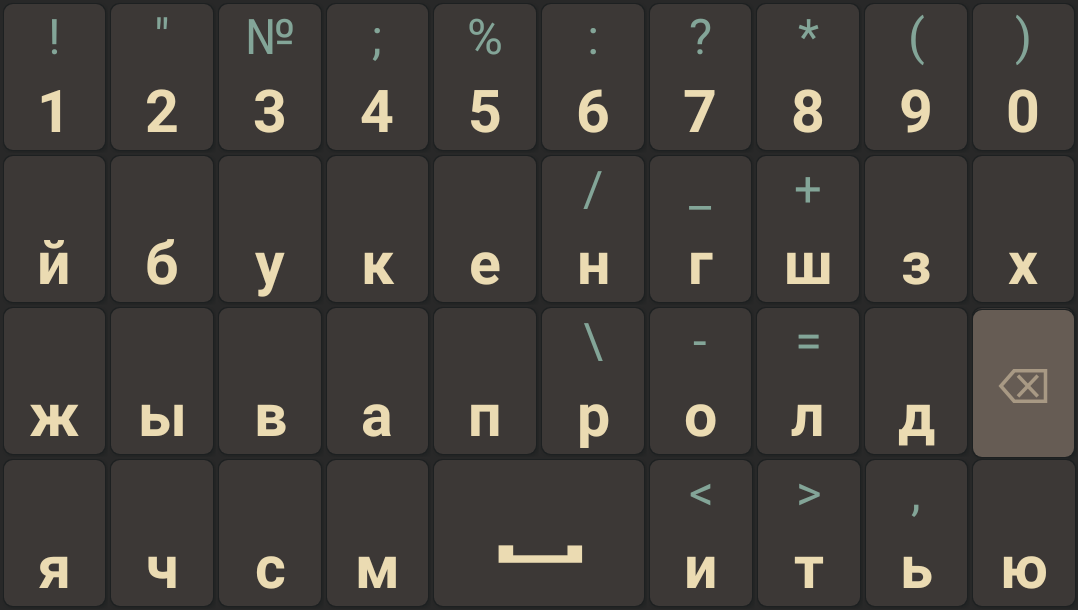 ! " № ; % : ? * ( )
1 2 3 4 5 6 7 8 9 0
/ _ +
й б у к е н г ш з х
\ - =
ж ы в а п р о л д
< > ,
я ч с м и т ь ю